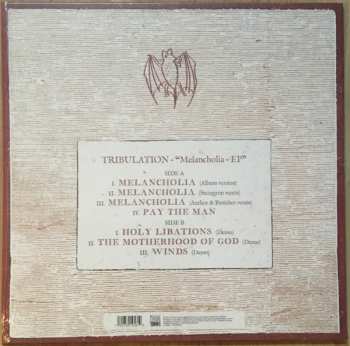 TRIBULATION - "Melancholia - EP"
SIDE A
I. MELANCHOLIA (Album version)
II. MELANCHOLIA (Stereogram remix)
III. MELANCHOLIA (Author & Punisher remix)
IV. PAY THE MAN
SIDE B
I. HOLY LIBATIONS (Demo)
II. THE MOTHERHOOD OF GOD (Demo)
III. WINDS (Demo)